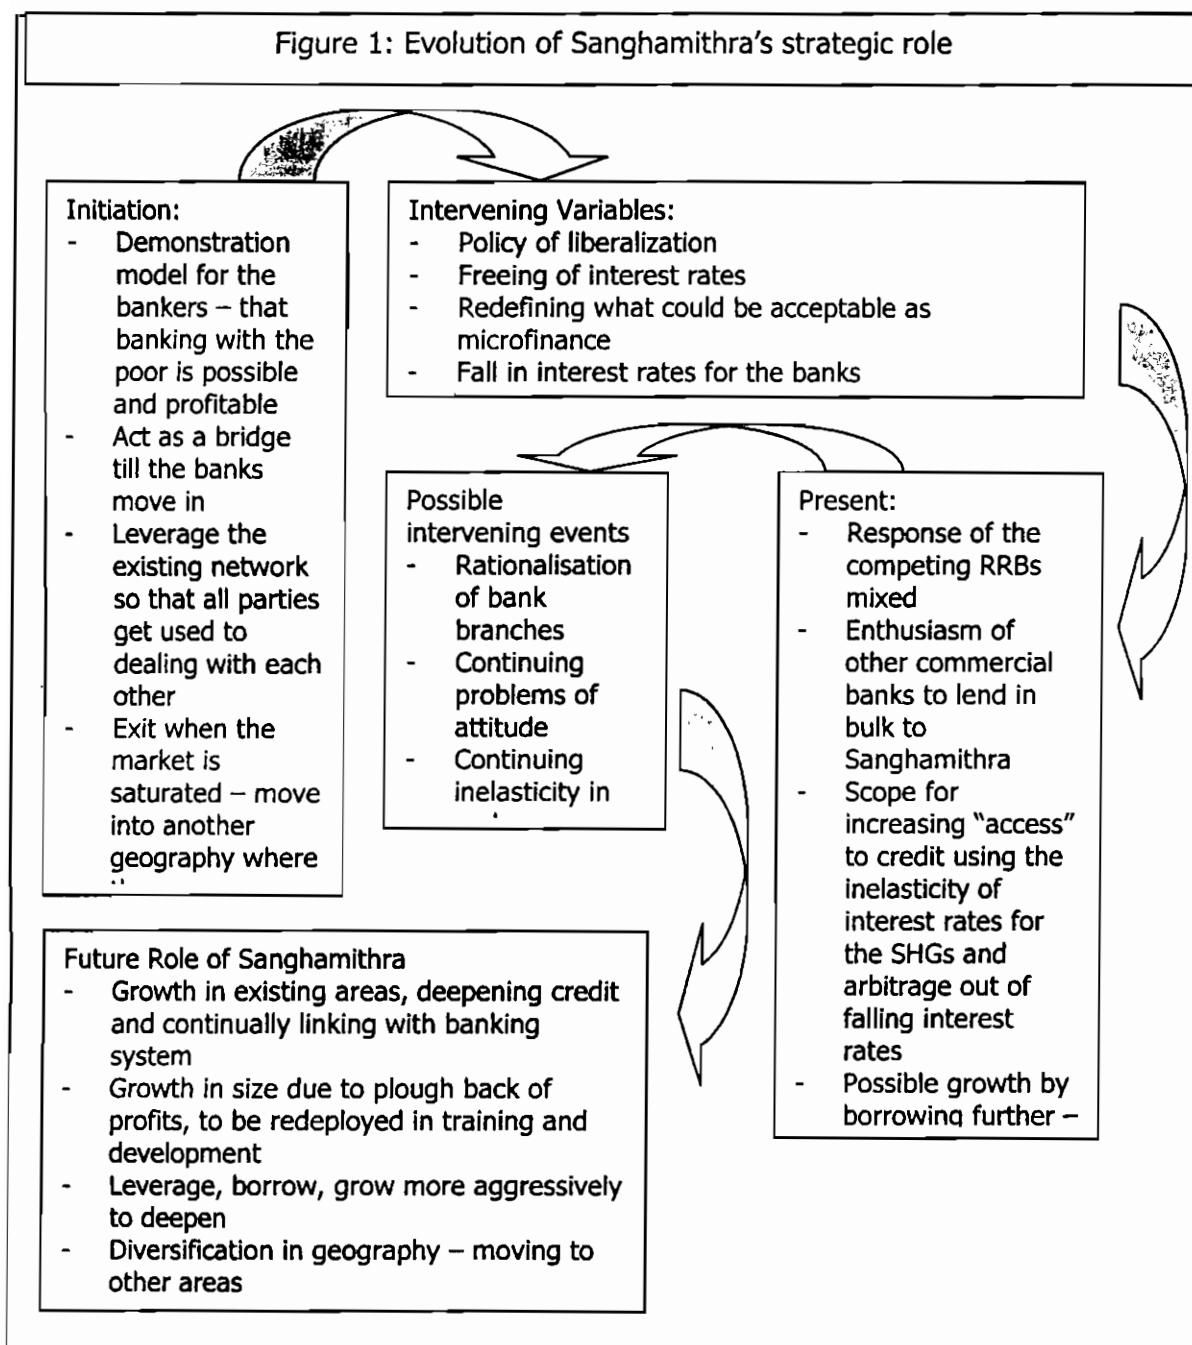 Figure 1: Evolution of Sanghamithra's strategic role
Initiation:
- Demonstration
model for the
bankers – that
banking with the
poor is possible
and profitable
- Act as a bridge
till the banks
move in
- Leverage the
existing network
so that all parties
get used to
dealing with each
other
- Exit when the
market is
saturated – move
into another
geography where
Intervening Variables:
- Policy of liberalization
- Freeing of interest rates
- Redefining what could be acceptable as
microfinance
- Fall in interest rates for the banks
Present:
- Response of the
competing RRBs
mixed
- Enthusiasm of
other commercial
banks to lend in
bulk to
Sanghamithra
- Scope for
increasing "access"
to credit using the
inelasticity of
interest rates for
the SHGs and
arbitrage out of
falling interest
rates
- Possible growth by
borrowing further –
Possible
intervening events
- Rationalisation
of bank
branches
- Continuing
problems of
attitude
- Continuing
inelasticity in
Future Role of Sanghamithra
- Growth in existing areas, deepening credit
and continually linking with banking
system
- Growth in size due to plough back of
profits, to be redeployed in training and
development
- Leverage, borrow, grow more aggressively
to deepen
- Diversification in geography – moving to
other areas